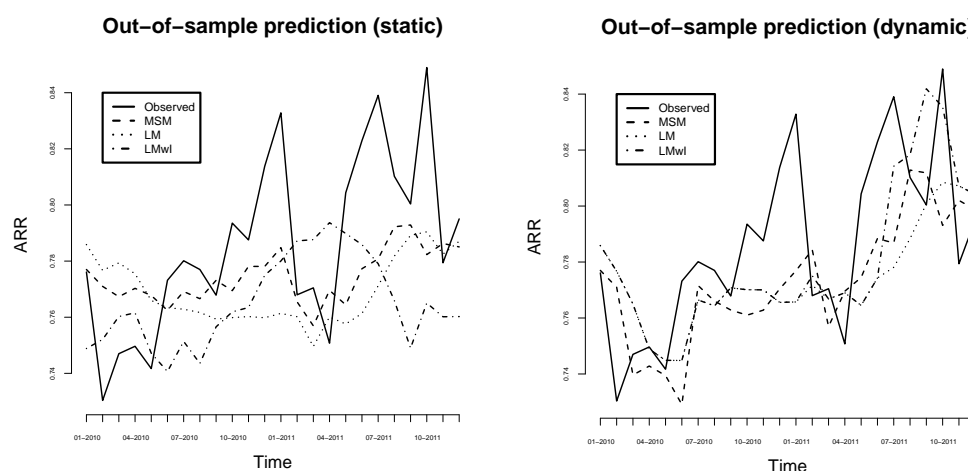 Out−of−sample prediction (static)
ARR
0.84
0.82
0.80
0.78
0.76
0.74
Observed
MSM
LM
LMwI
01−2010
04−2010
07−2010
10−2010
01−2011
04−2011
07−2011
10−2011
Time
Out−of−sample prediction (dynamic)
ARR
0.84
0.82
0.80
0.78
0.76
0.74
Observed
MSM
LM
LMwI
01−2010
04−2010
07−2010
10−2010
01−2011
04−2011
07−2011
10−2011
Time